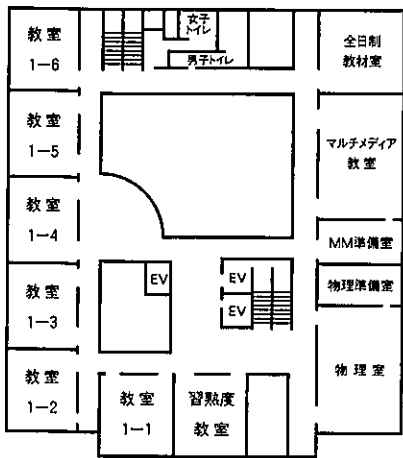 教室
1-6
女子
トイレ
男子トイレ
全日制
教材室
教室
1-5
マルチメディア
教室
教室
1-4
MM準備室
EV
EV
物理準備室
教室
1-3
EV
物理室
教室
1-2
教室
1-1
習熟度
教室